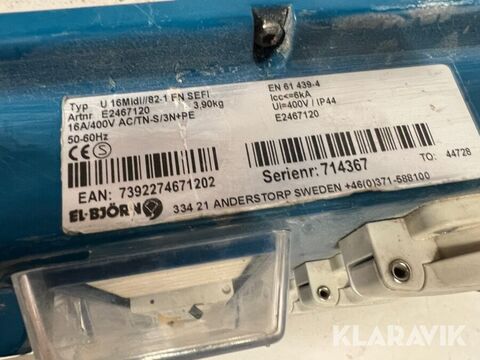 Typ U 16Midi//82-1 FN SEFI
3,90kg
Artnr E2467120
16A/400V AC/TN-S/3N+PE
50-60Hz
CE S
EAN: 7392274671202
EN 61 439-4
Icc<=6kA
Ui=400V / IP44
E2467120
Serienr: 714367
TO: 44728
EL-BJÖRN
334 21 ANDERSTORP SWEDEN +46(0)371-588100
KLARAVIK